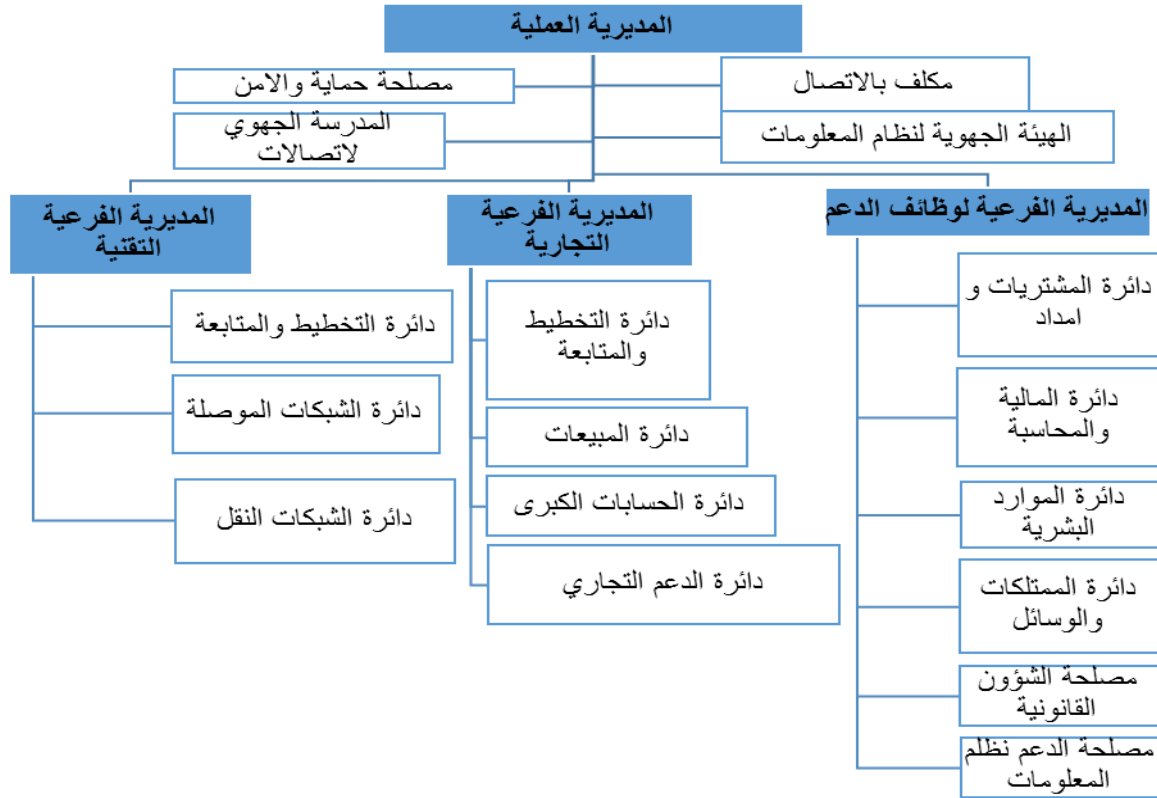 المديرية العملية
مكلف بالاتصال
مصلحة حماية والامن
الهيئة الجهوية لنظام المعلومات
المدرسة الجهوي
لاتصالات
المديرية الفرعية لوظائف الدعم
دائرة المشتريات و
امداد
دائرة المالية
والمحاسبة
دائرة الموارد
البشرية
دائرة الممتلكات
والوسائل
مصلحة الشؤون
القانونية
مصلحة الدعم نظلم
المعلومات
المديرية الفرعية
التجارية
دائرة التخطيط
والمتابعة
دائرة المبيعات
دائرة الحسابات الكبرى
دائرة الدعم التجاري
المديرية الفرعية
التقنية
دائرة التخطيط والمتابعة
دائرة الشبكات الموصلة
دائرة الشبكات النقل